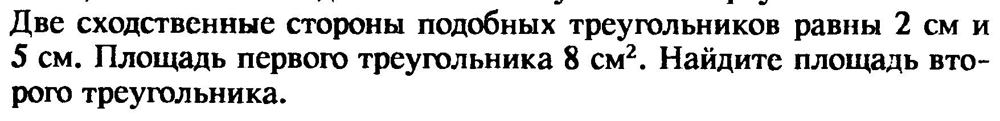 Две сходственные стороны подобных треугольников равны 2 см и
5 см. Площадь первого треугольника 8 см². Найдите площадь вто-
рого треугольника.